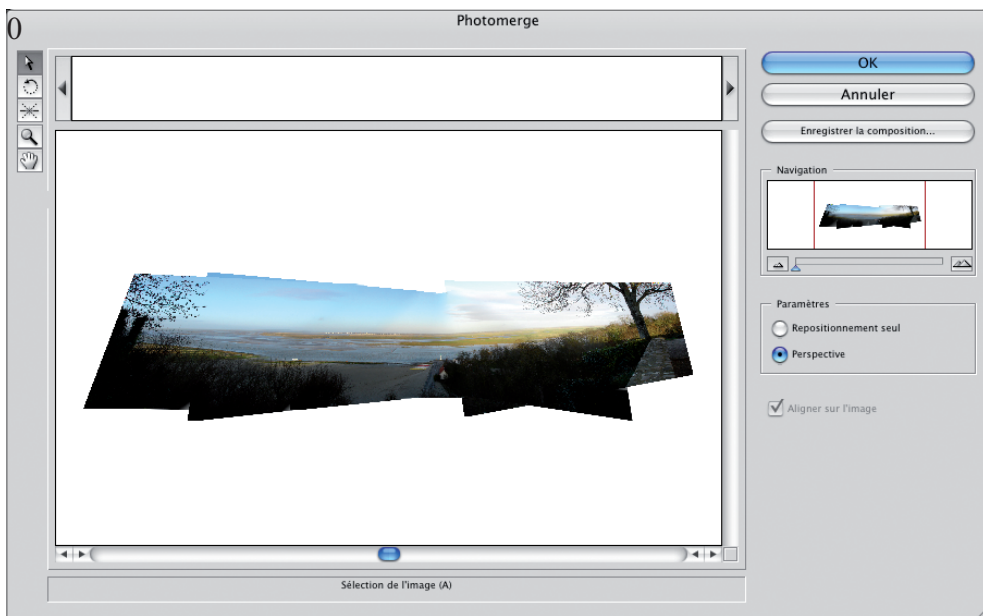 Photomerge
0
OK
Annuler
Enregistrer la composition...
Navigation
Paramètres
Repositionnement seul
Perspective
Aligner sur l'image
Sélection de l'image (A)